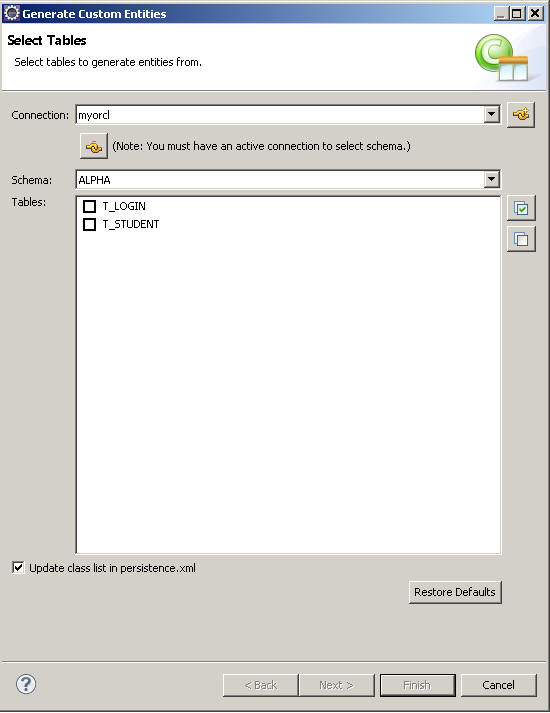 Generate Custom Entities
Select Tables
Select tables to generate entities from.
Connection: myorcl
(Note: You must have an active connection to select schema.)
Schema: ALPHA
Tables:
T_LOGIN
T_STUDENT
Update class list in persistence.xml
Restore Defaults
? < Back Next > Finish Cancel